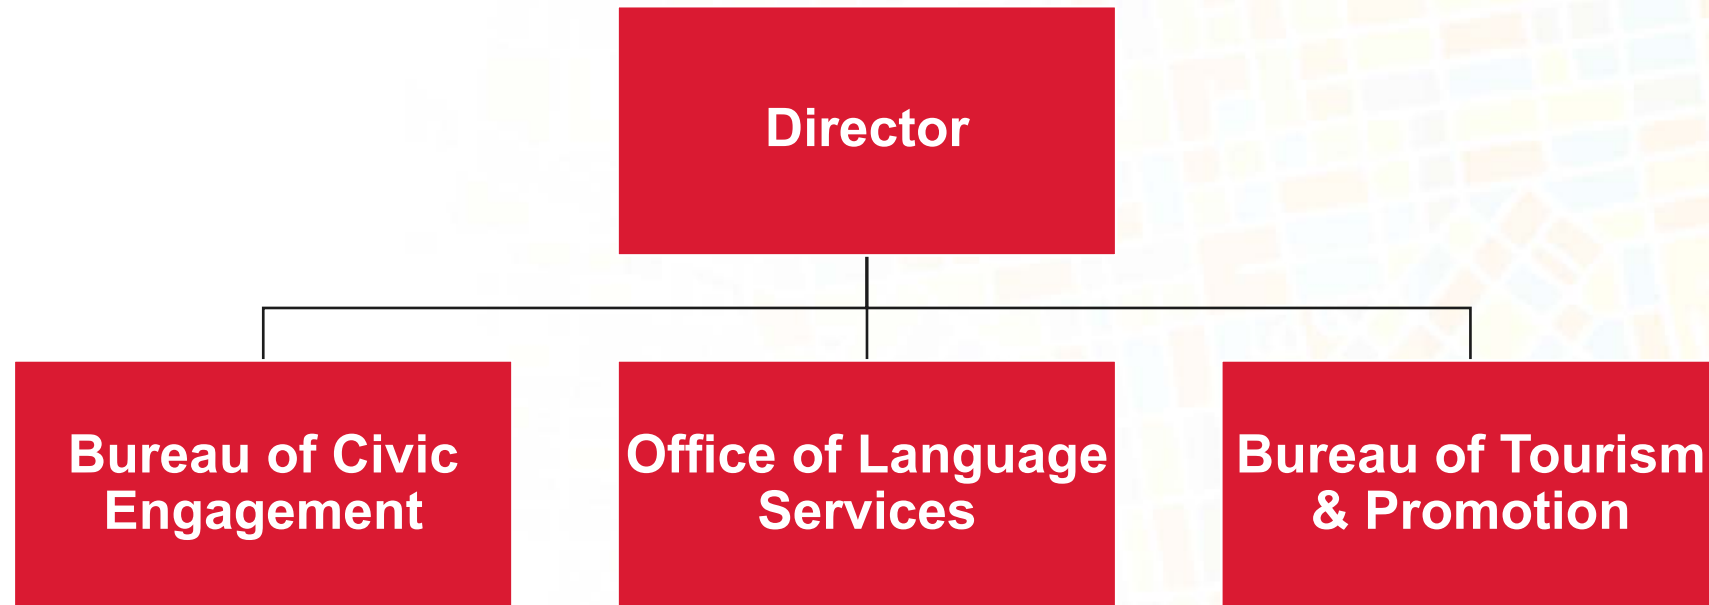 Director
Bureau of Civic
Engagement
Office of Language
Services
Bureau of Tourism
& Promotion